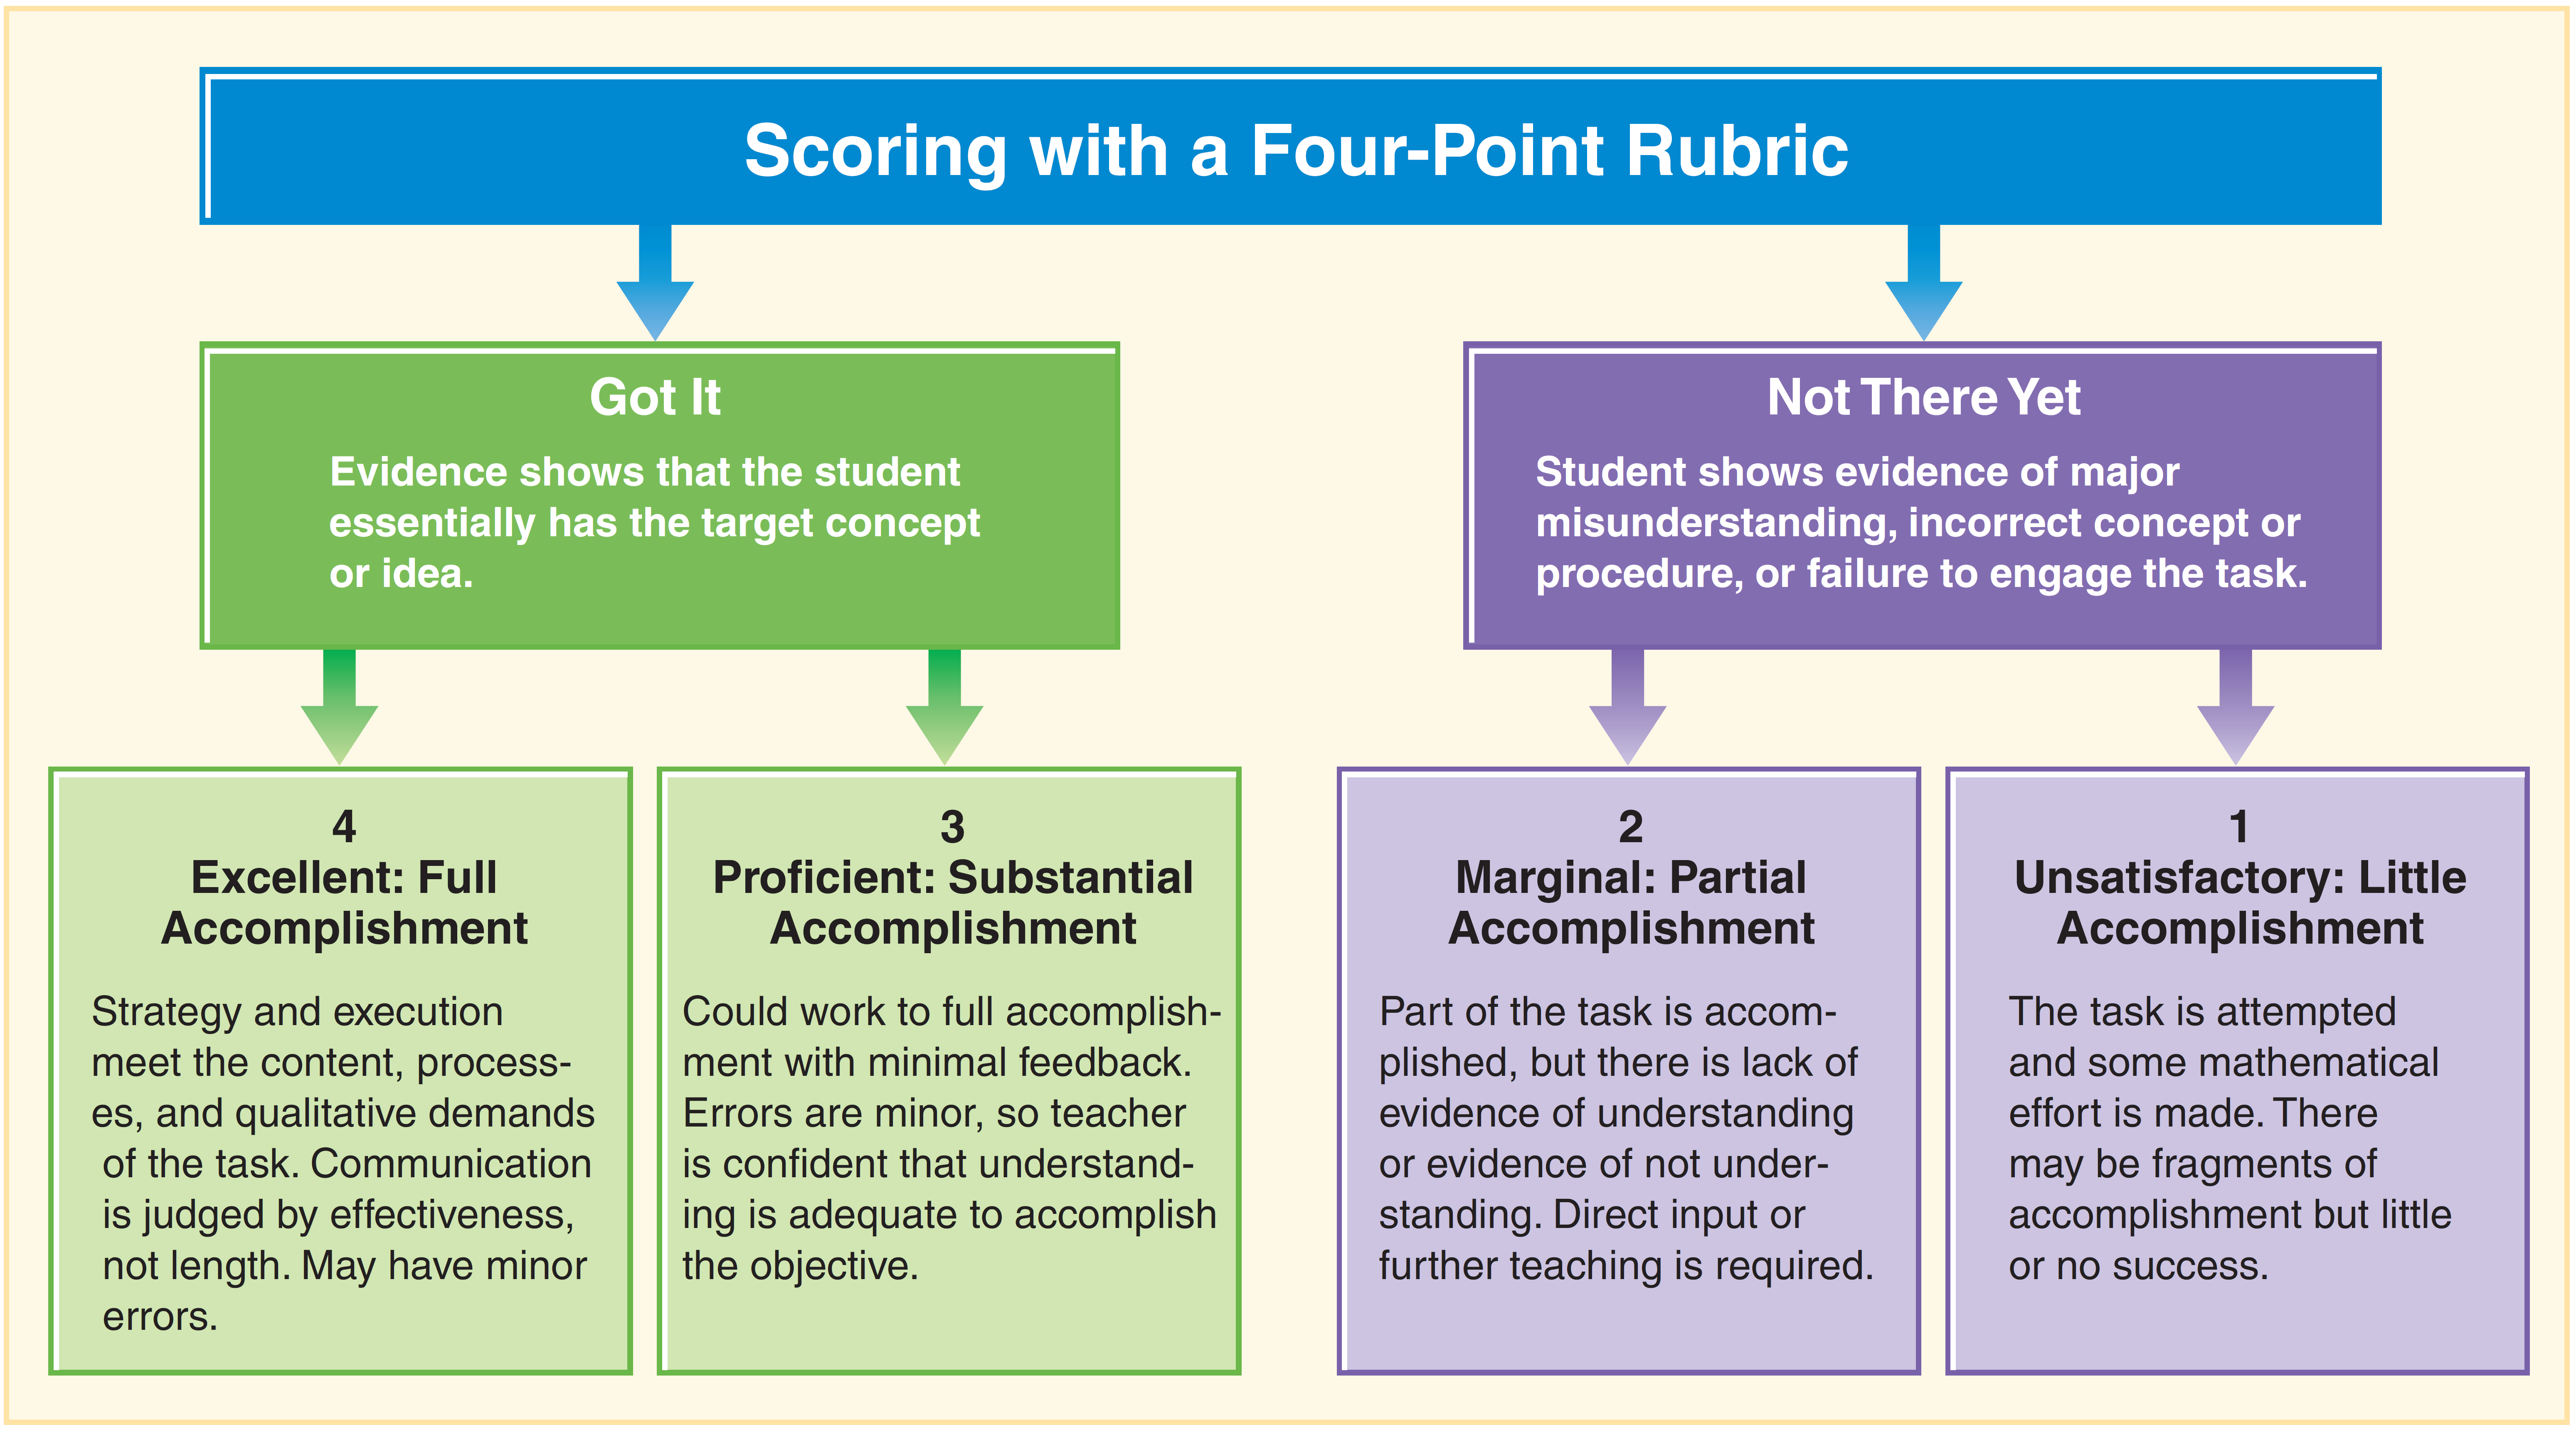 Scoring with a Four-Point Rubric
Got It
Evidence shows that the student
essentially has the target concept
or idea.
Not There Yet
Student shows evidence of major
misunderstanding, incorrect concept or
procedure, or failure to engage the task.
4
Excellent: Full
Accomplishment
Strategy and execution
meet the content, process-
es, and qualitative demands
of the task. Communication
is judged by effectiveness,
not length. May have minor
errors.
3
Proficient: Substantial
Accomplishment
Could work to full accomplish-
ment with minimal feedback.
Errors are minor, so teacher
is confident that understand-
ing is adequate to accomplish
the objective.
2
Marginal: Partial
Accomplishment
Part of the task is accom-
plished, but there is lack of
evidence of understanding
or evidence of not under-
standing. Direct input or
further teaching is required.
1
Unsatisfactory: Little
Accomplishment
The task is attempted
and some mathematical
effort is made. There
may be fragments of
accomplishment but little
or no success.